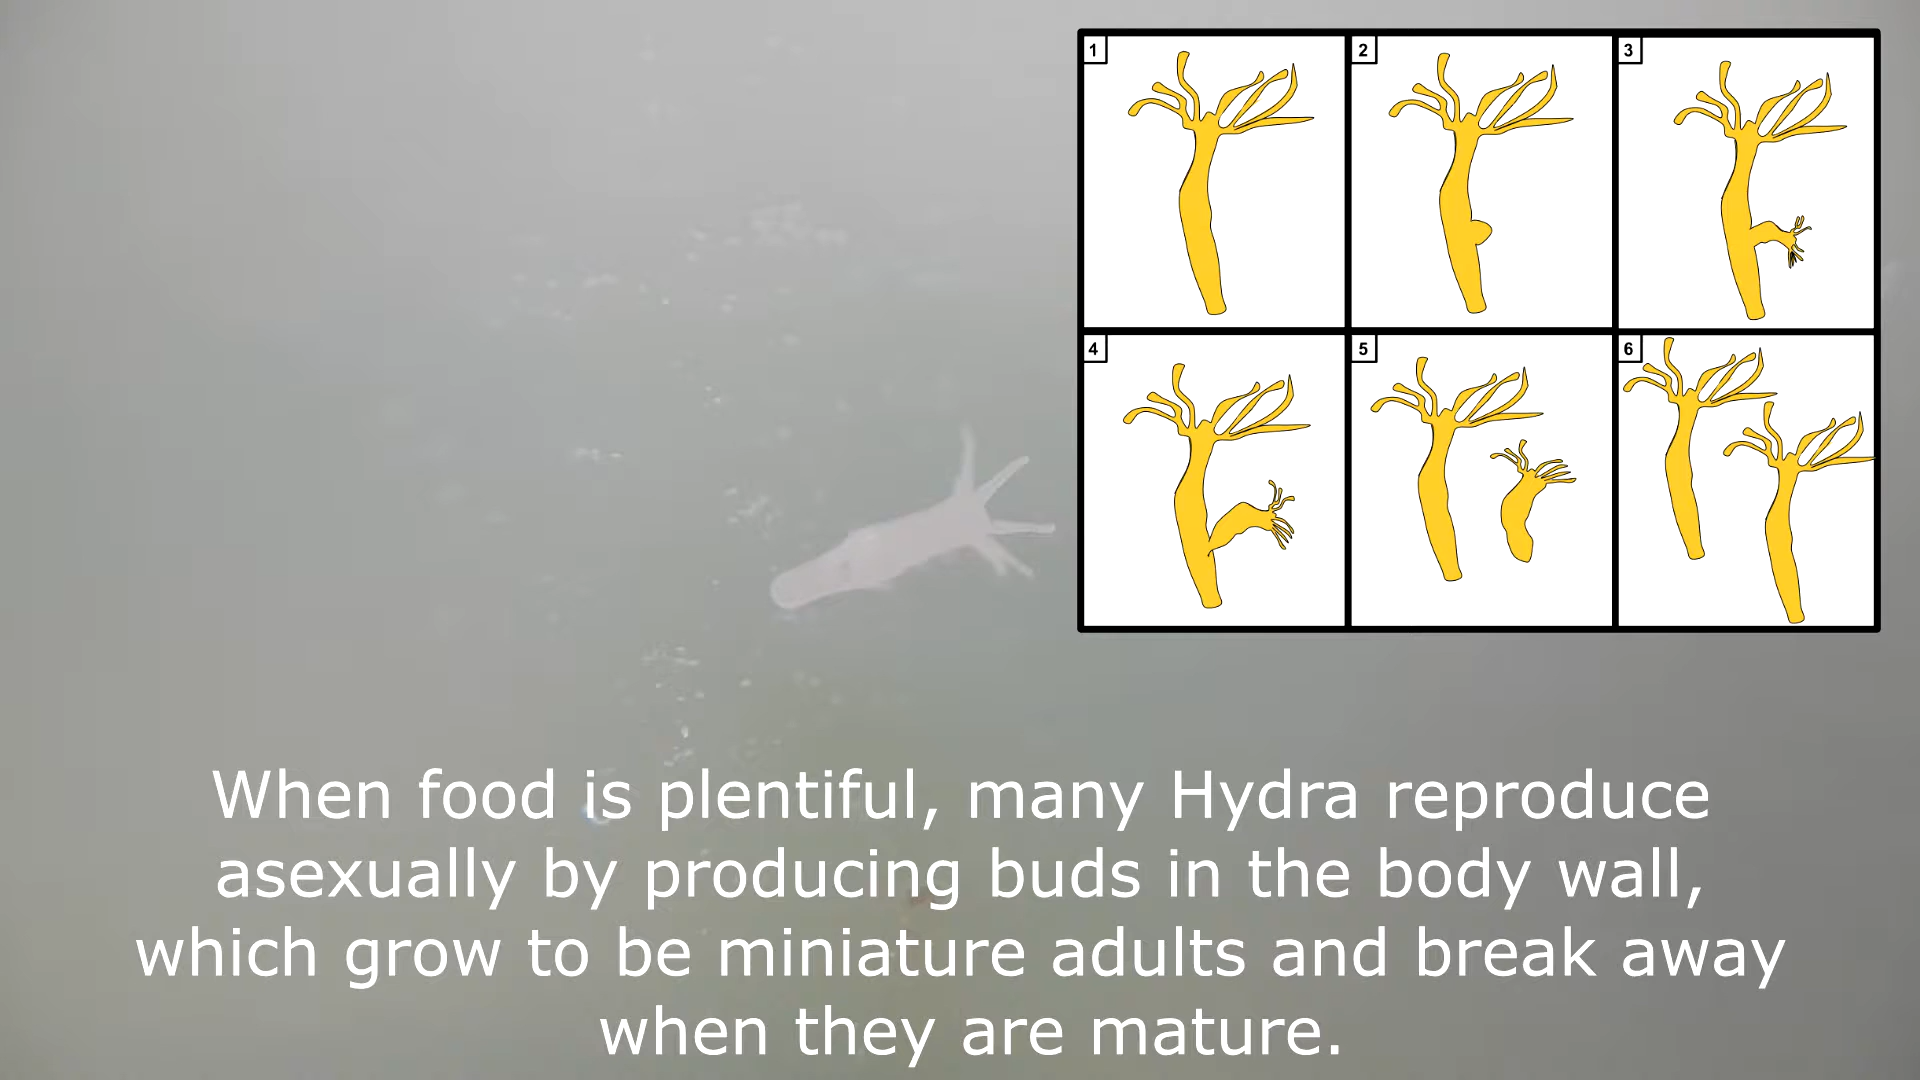 1
2
3
4
5
6
When food is plentiful, many Hydra reproduce
asexually by producing buds in the body wall,
which grow to be miniature adults and break away
when they are mature.